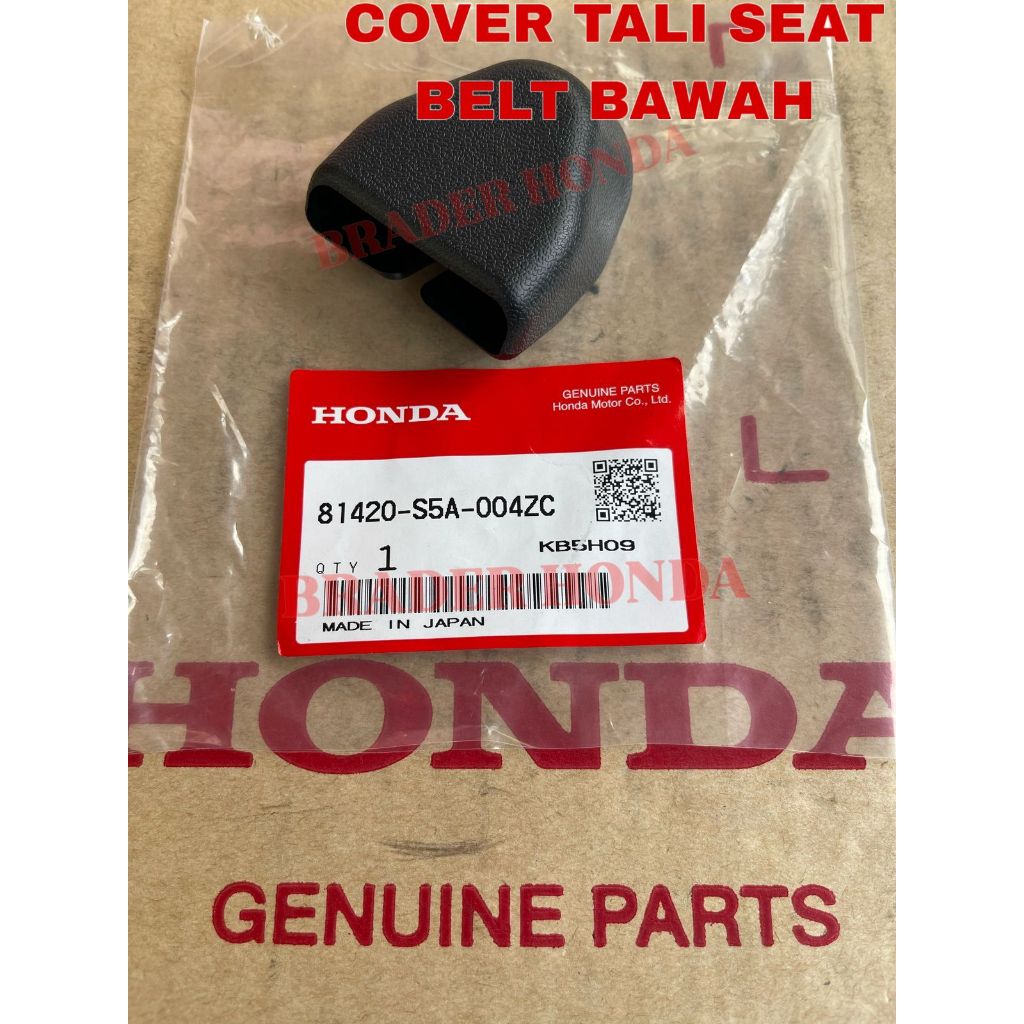 COVER TALI SEAT
BELT BAWAH
BRADER HONDA
HONDA
GENUINE PARTS
Honda Motor Co., Ltd.
81420-S5A-004ZC
KB5H09
QTY 1
BRADER HONDA
MADE IN JAPAN
L
L
HONDA
GENUINE PARTS